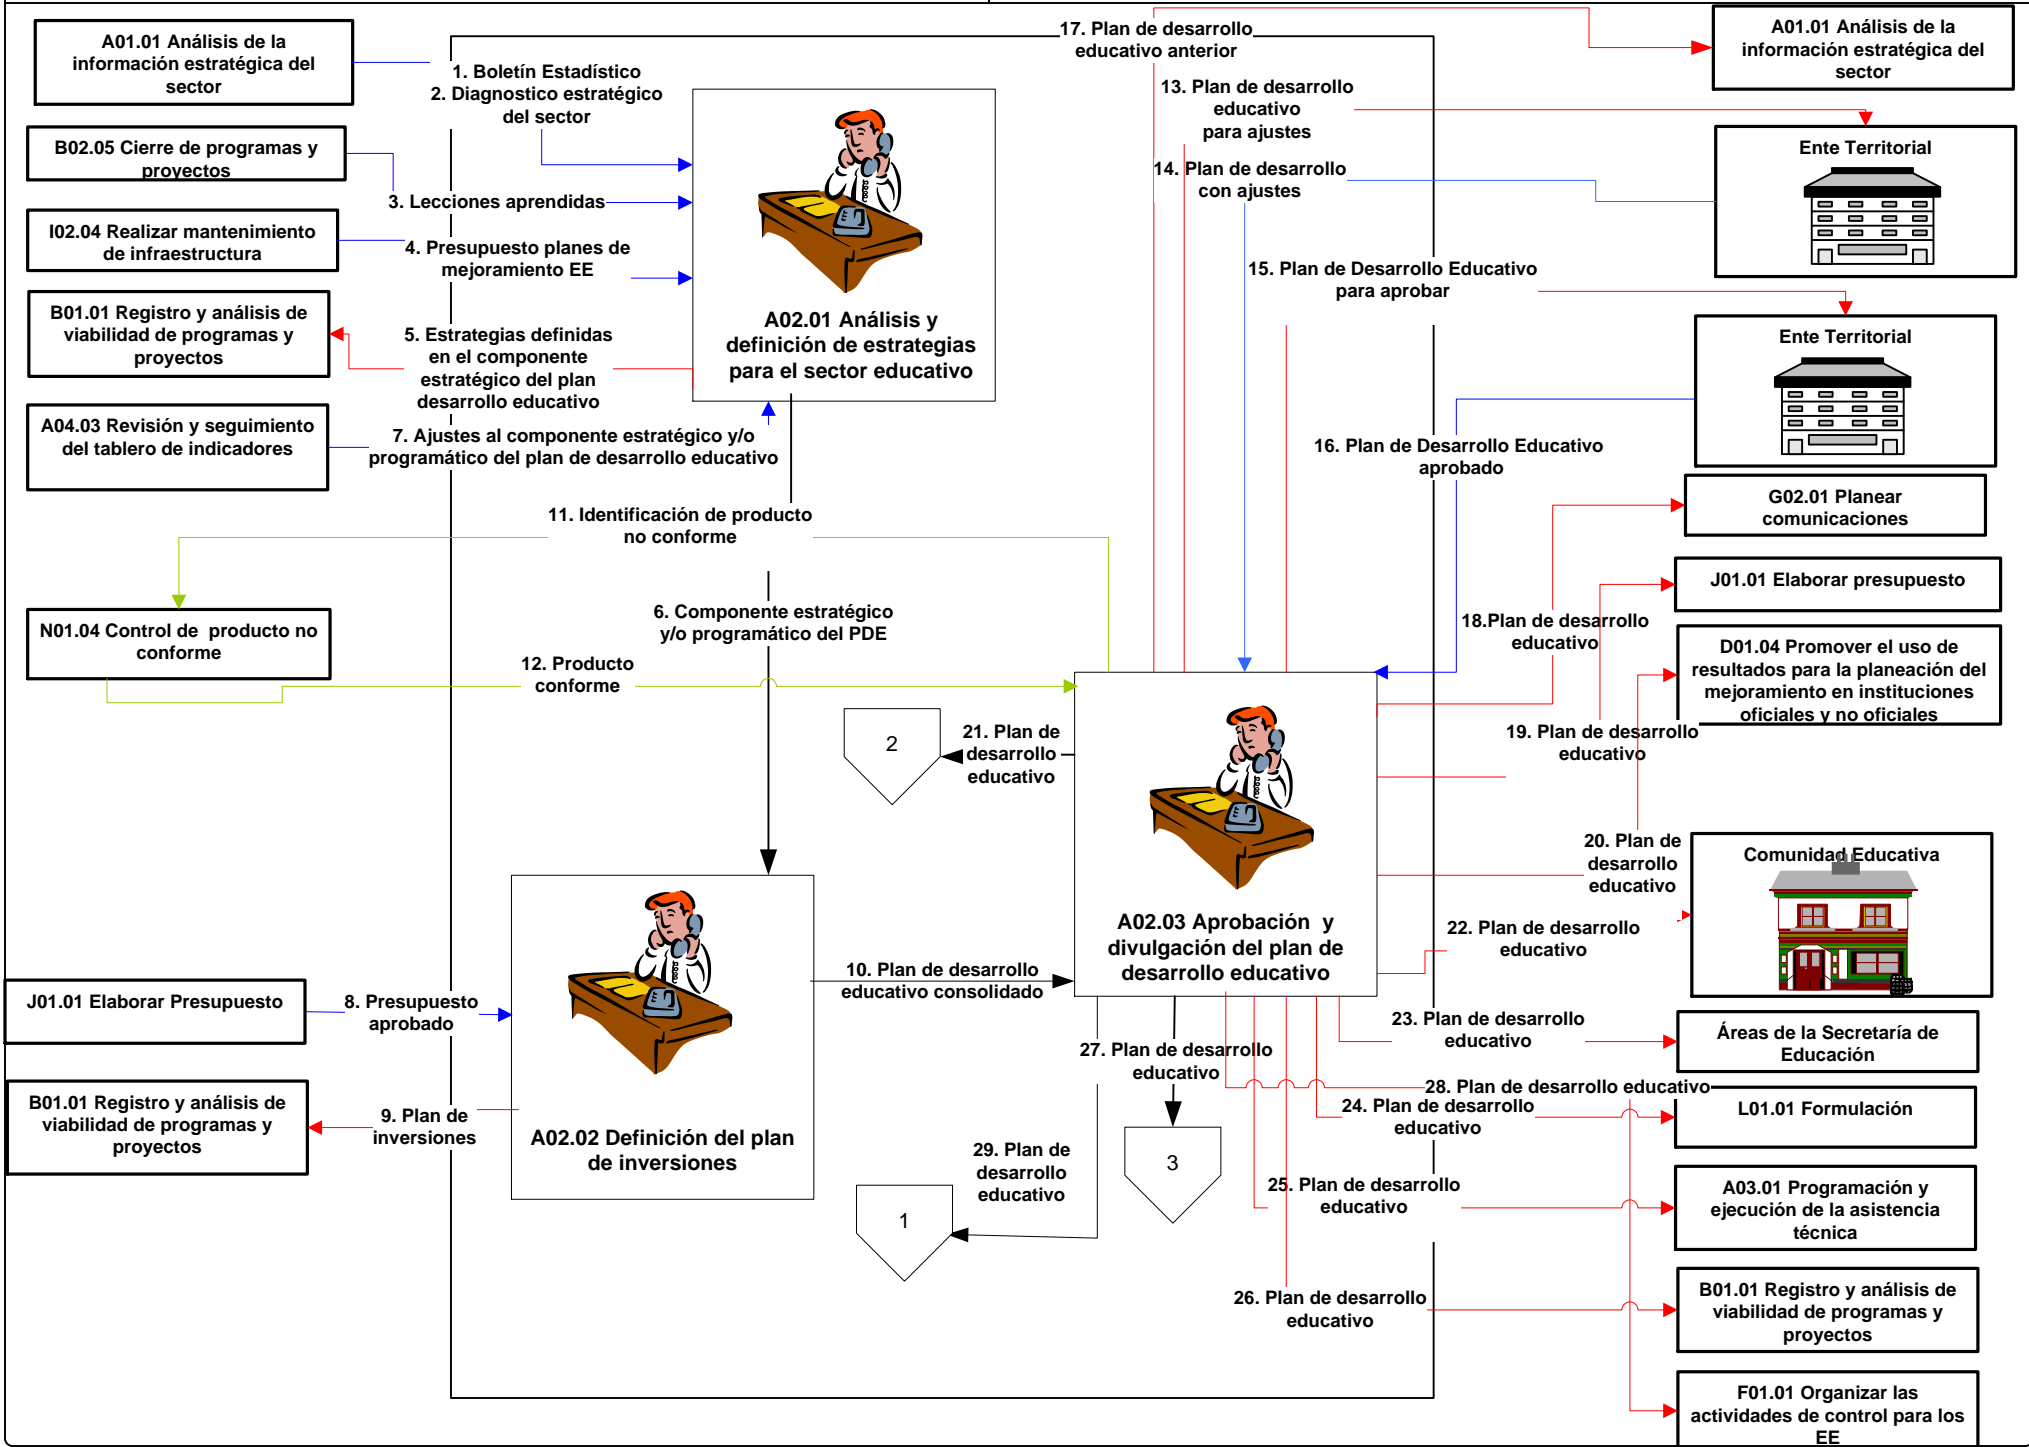 A01.01 Análisis de la
información estratégica del
sector
B02.05 Cierre de programas y
proyectos
I02.04 Realizar mantenimiento
de infraestructura
B01.01 Registro y análisis de
viabilidad de programas y
proyectos
A04.03 Revisión y seguimiento
del tablero de indicadores
N01.04 Control de producto no
conforme
J01.01 Elaborar Presupuesto
B01.01 Registro y análisis de
viabilidad de programas y
proyectos
1. Boletín Estadístico
2. Diagnostico estratégico
del sector
3. Lecciones aprendidas
4. Presupuesto planes de
mejoramiento EE
5. Estrategias definidas
en el componente
estratégico del plan
desarrollo educativo
7. Ajustes al componente estratégico y/o
programático del plan de desarrollo educativo
11. Identificación de producto
no conforme
6. Componente estratégico
y/o programático del PDE
12. Producto
conforme
8. Presupuesto
aprobado
9. Plan de
inversiones
A02.01 Análisis y
definición de estrategias
para el sector educativo
A02.02 Definición del plan
de inversiones
10. Plan de desarrollo
educativo consolidado
21. Plan de
desarrollo
educativo
2
29. Plan de
desarrollo
educativo
1
A02.03 Aprobación y
divulgación del plan de
desarrollo educativo
27. Plan de desarrollo
educativo
3
17. Plan de desarrollo
educativo anterior
13. Plan de desarrollo
educativo
para ajustes
14. Plan de desarrollo
con ajustes
15. Plan de Desarrollo Educativo
para aprobar
16. Plan de Desarrollo Educativo
aprobado
18.Plan de desarrollo
educativo
19. Plan de desarrollo
educativo
20. Plan de
desarrollo
educativo
22. Plan de desarrollo
educativo
23. Plan de desarrollo
educativo
28. Plan de desarrollo educativo
24. Plan de desarrollo
educativo
25. Plan de desarrollo
educativo
26. Plan de desarrollo
educativo
A01.01 Análisis de la
información estratégica del
sector
Ente Territorial
Ente Territorial
G02.01 Planear
comunicaciones
J01.01 Elaborar presupuesto
D01.04 Promover el uso de
resultados para la planeación del
mejoramiento en instituciones
oficiales y no oficiales
Comunidad Educativa
Áreas de la Secretaría de
Educación
L01.01 Formulación
A03.01 Programación y
ejecución de la asistencia
técnica
B01.01 Registro y análisis de
viabilidad de programas y
proyectos
F01.01 Organizar las
actividades de control para los
EE